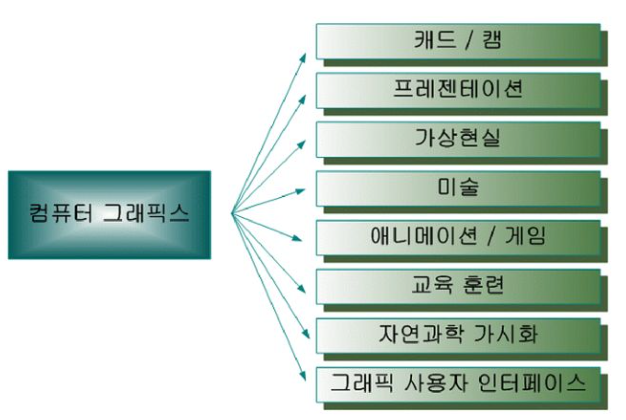 컴퓨터 그래픽스
캐드 / 캠
프레젠테이션
가상현실
미술
애니메이션 / 게임
교육 훈련
자연과학 가시화
그래픽 사용자 인터페이스